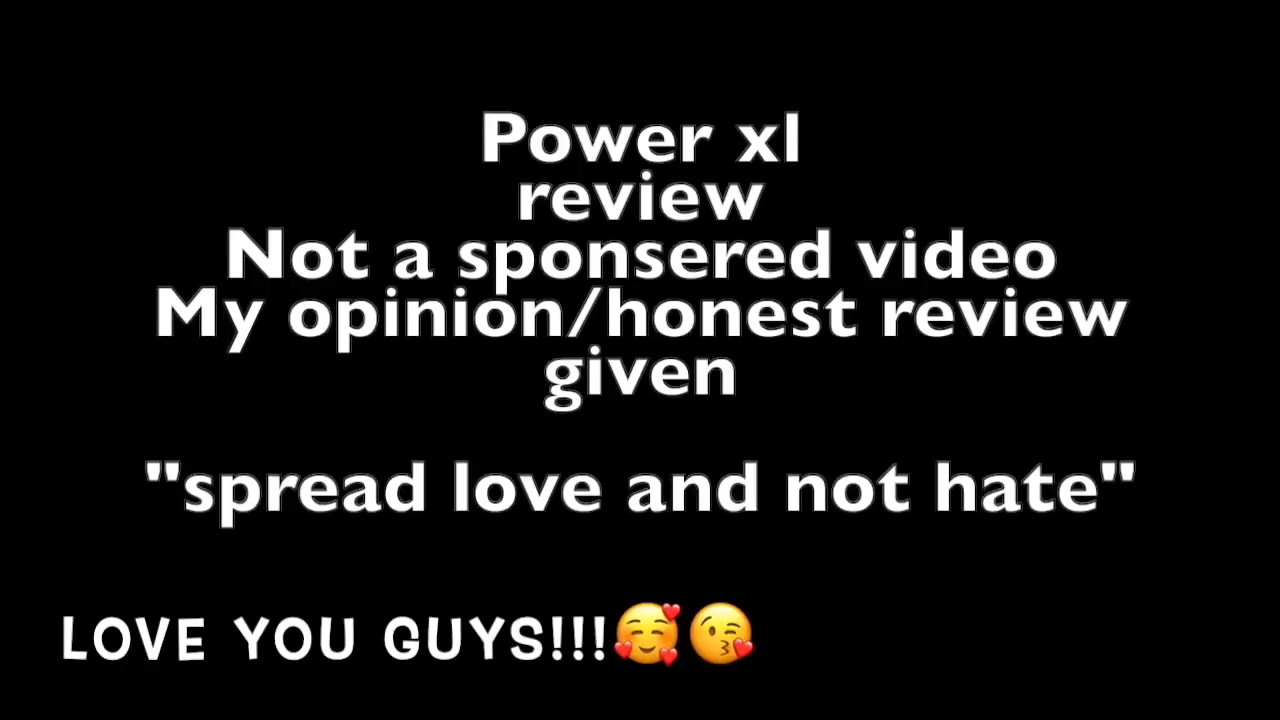 Power xl
review
Not a sponsered video
My opinion/honest review
given
"spread love and not hate"
LOVE YOU GUYS!!!🥰😘